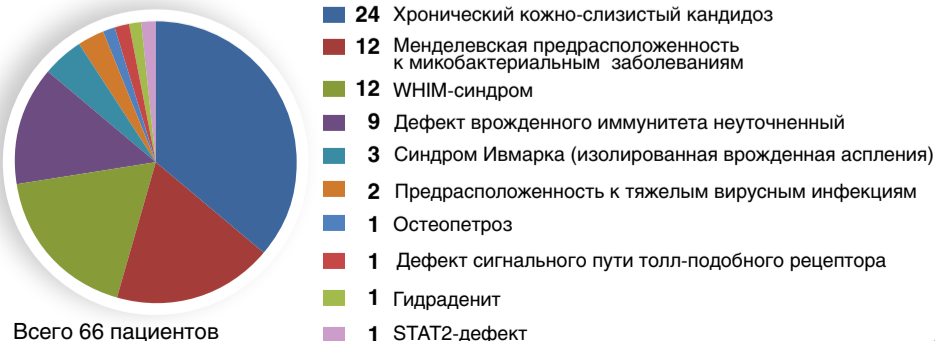 24 Хронический кожно-слизистый кандидоз
12 Менделевская предрасположенность
к микобактериальным заболеваниям
12 WHIM-синдром
9 Дефект врожденного иммунитета неуточненный
3 Синдром Ивмарка (изолированная врожденная аспления)
2 Предрасположенность к тяжелым вирусным инфекциям
1 Остеопетроз
1 Дефект сигнального пути толл-подобного рецептора
1 Гидраденит
1 STAT2-дефект
Всего 66 пациентов